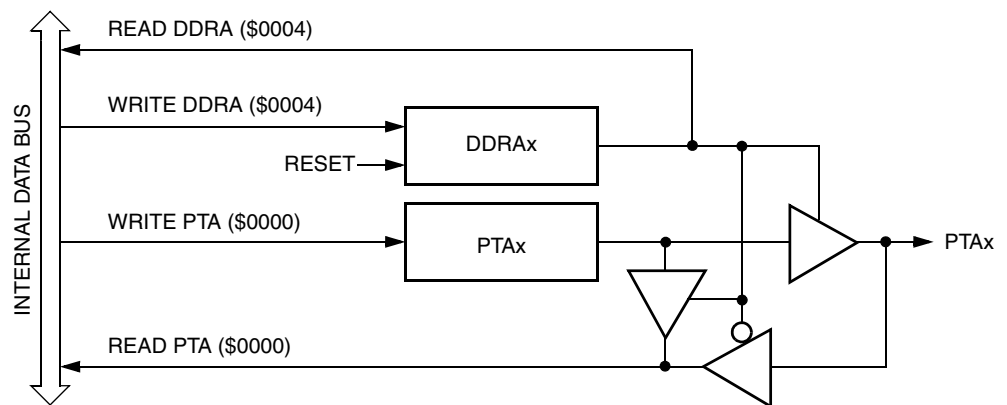 READ DDRA ($0004)
WRITE DDRA ($0004)
DDRAx
RESET
WRITE PTA ($0000)
PTAx
PTAx
READ PTA ($0000)
INTERNAL DATA BUS